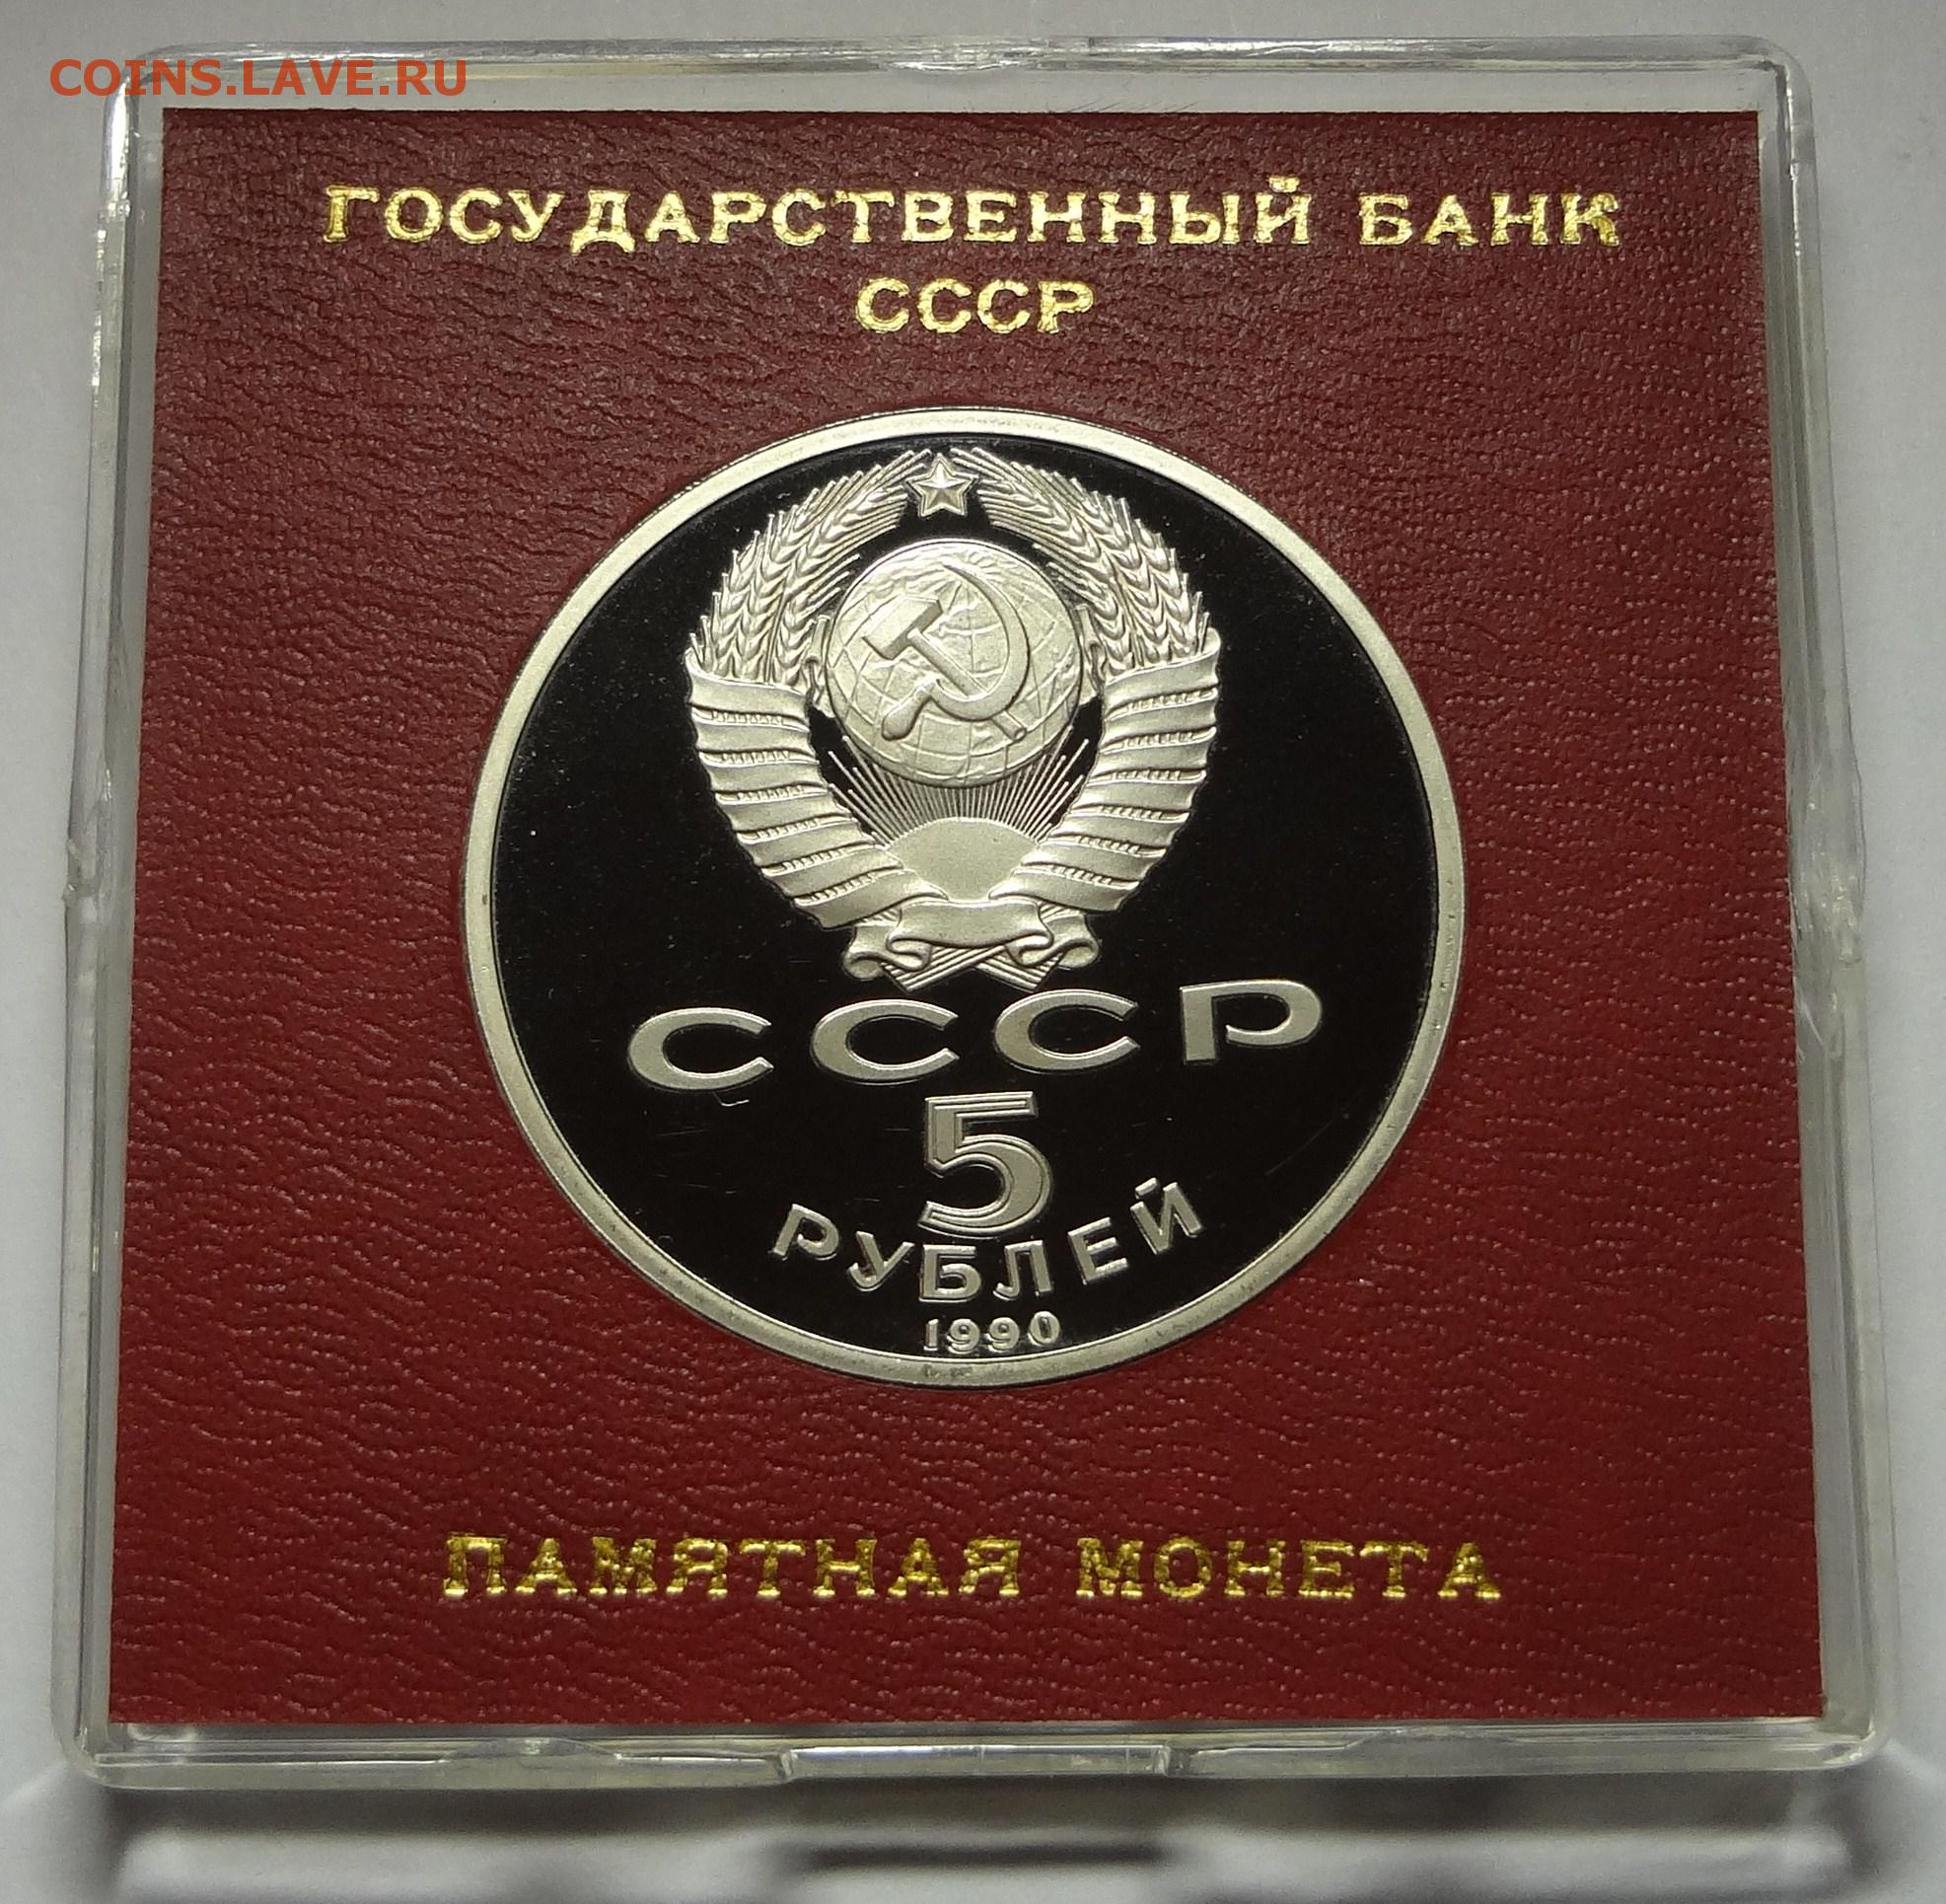 COINS.LAVE.RU
ГОСУДАРСТВЕННЫЙ БАНК
СССР
СССР
5
РУБЛЕЙ
1990
ПАМЯТНАЯ МОНЕТА